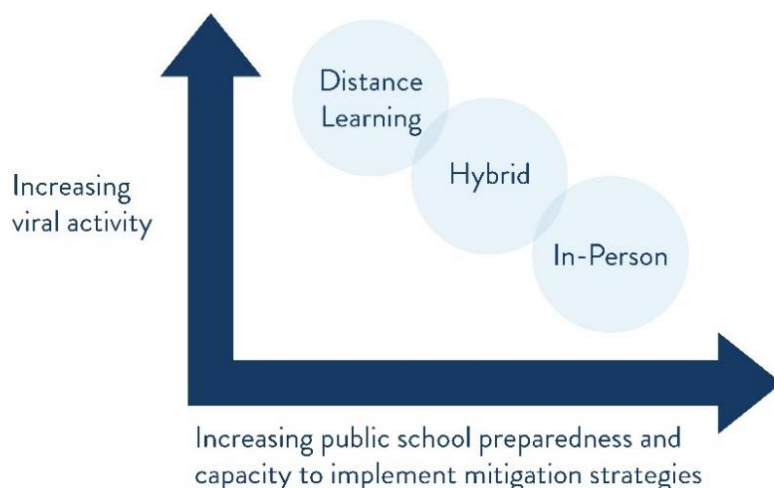 Distance
Learning
Hybrid
In-Person
Increasing
viral activity
Increasing public school preparedness and
capacity to implement mitigation strategies